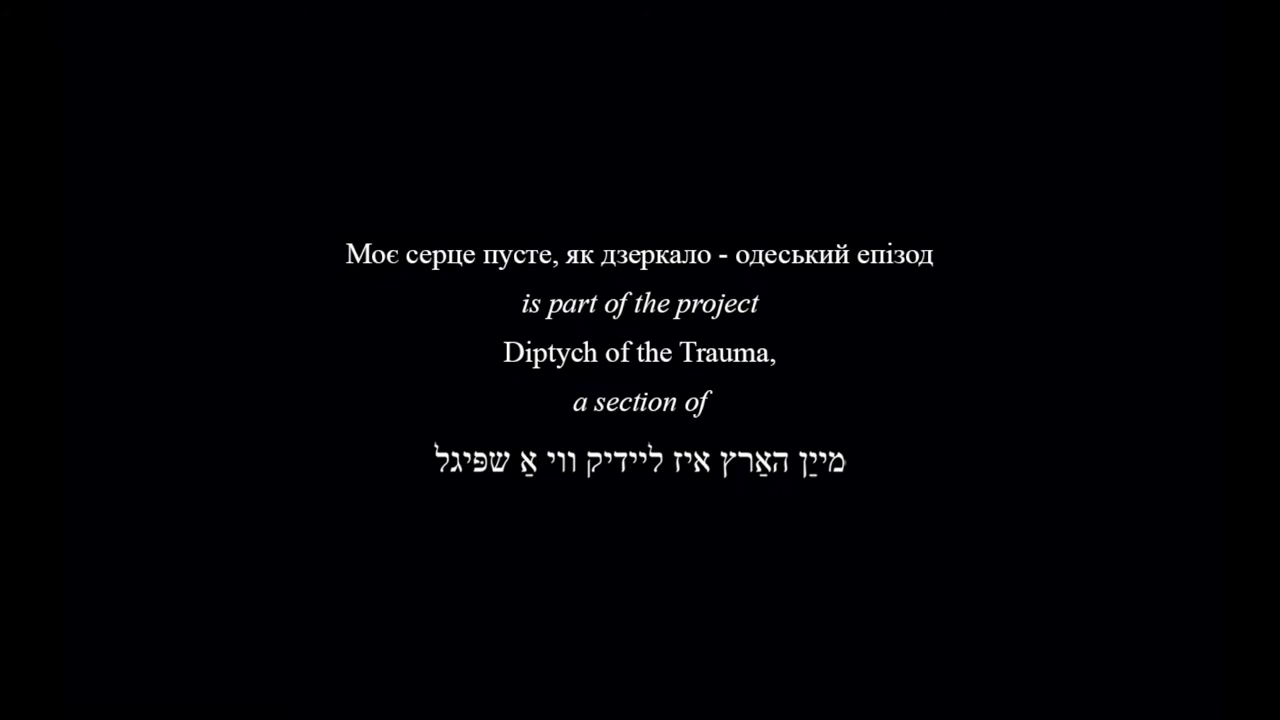 Моє серце пусте, як дзеркало - одеський епізод
is part of the project
Diptych of the Trauma,
a section of
מײַן האַרץ איז ליידיק ווי אַ שפּיגל